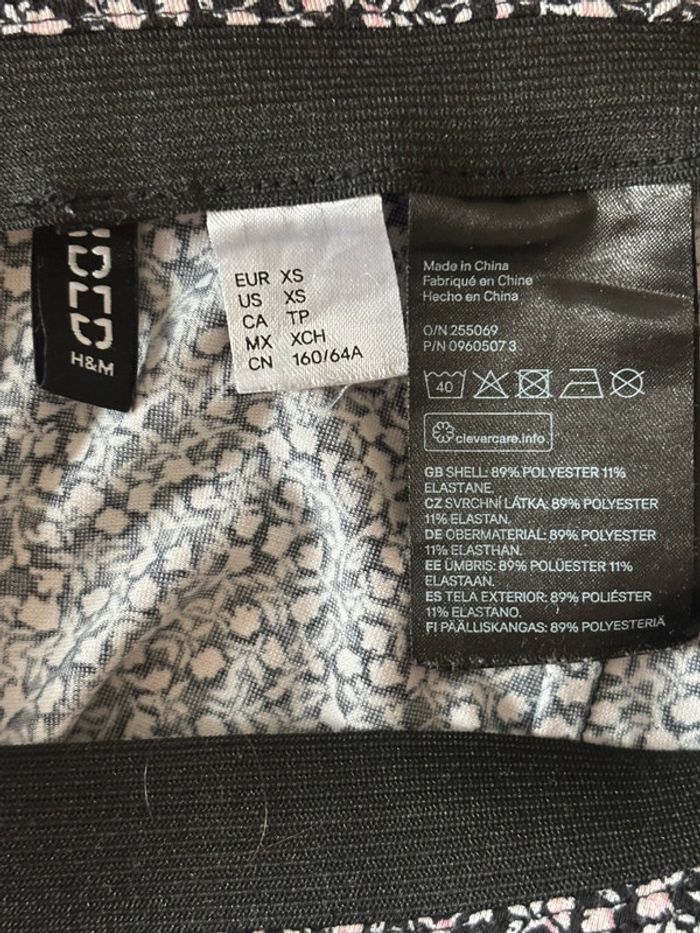 H&M
EUR XS
US XS
CA TP
MX XCH
CN 160/64A
Made in China
Fabriqué en Chine
Hecho en China
O/N 255069
P/N 0960507 3
40
clevercare.info
GB SHELL: 89% POLYESTER 11%
ELASTANE.
CZ SVRCHNÍ LÁTKA: 89% POLYESTER
11% ELASTAN.
DE OBERMATERIAL: 89% POLYESTER
11% ELASTHAN.
EE ÜMBRIS: 89% POLÜESTER 11%
ELASTAAN.
ES TELA EXTERIOR: 89% POLIÉSTER
11% ELASTANO.
FI PÄÄLLISKANGAS: 89% POLYESTERIÄ